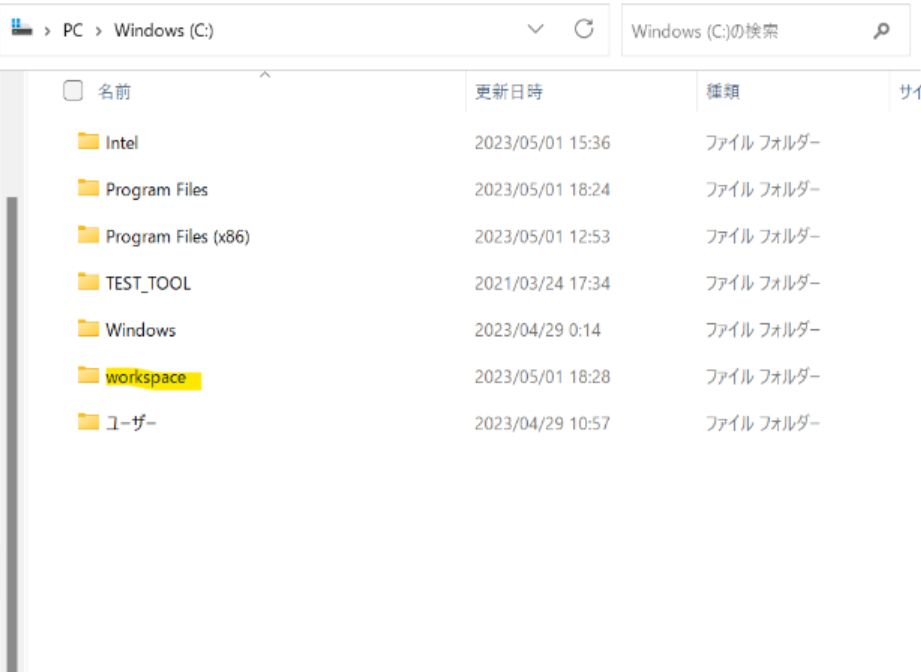 PC > Windows (C:)
Windows (C:)の検索
名前 更新日時 種類 サイ
Intel 2023/05/01 15:36 ファイル フォルダー
Program Files 2023/05/01 18:24 ファイル フォルダー
Program Files (x86) 2023/05/01 12:53 ファイル フォルダー
TEST_TOOL 2021/03/24 17:34 ファイル フォルダー
Windows 2023/04/29 0:14 ファイル フォルダー
workspace 2023/05/01 18:28 ファイル フォルダー
ユーザー 2023/04/29 10:57 ファイル フォルダー